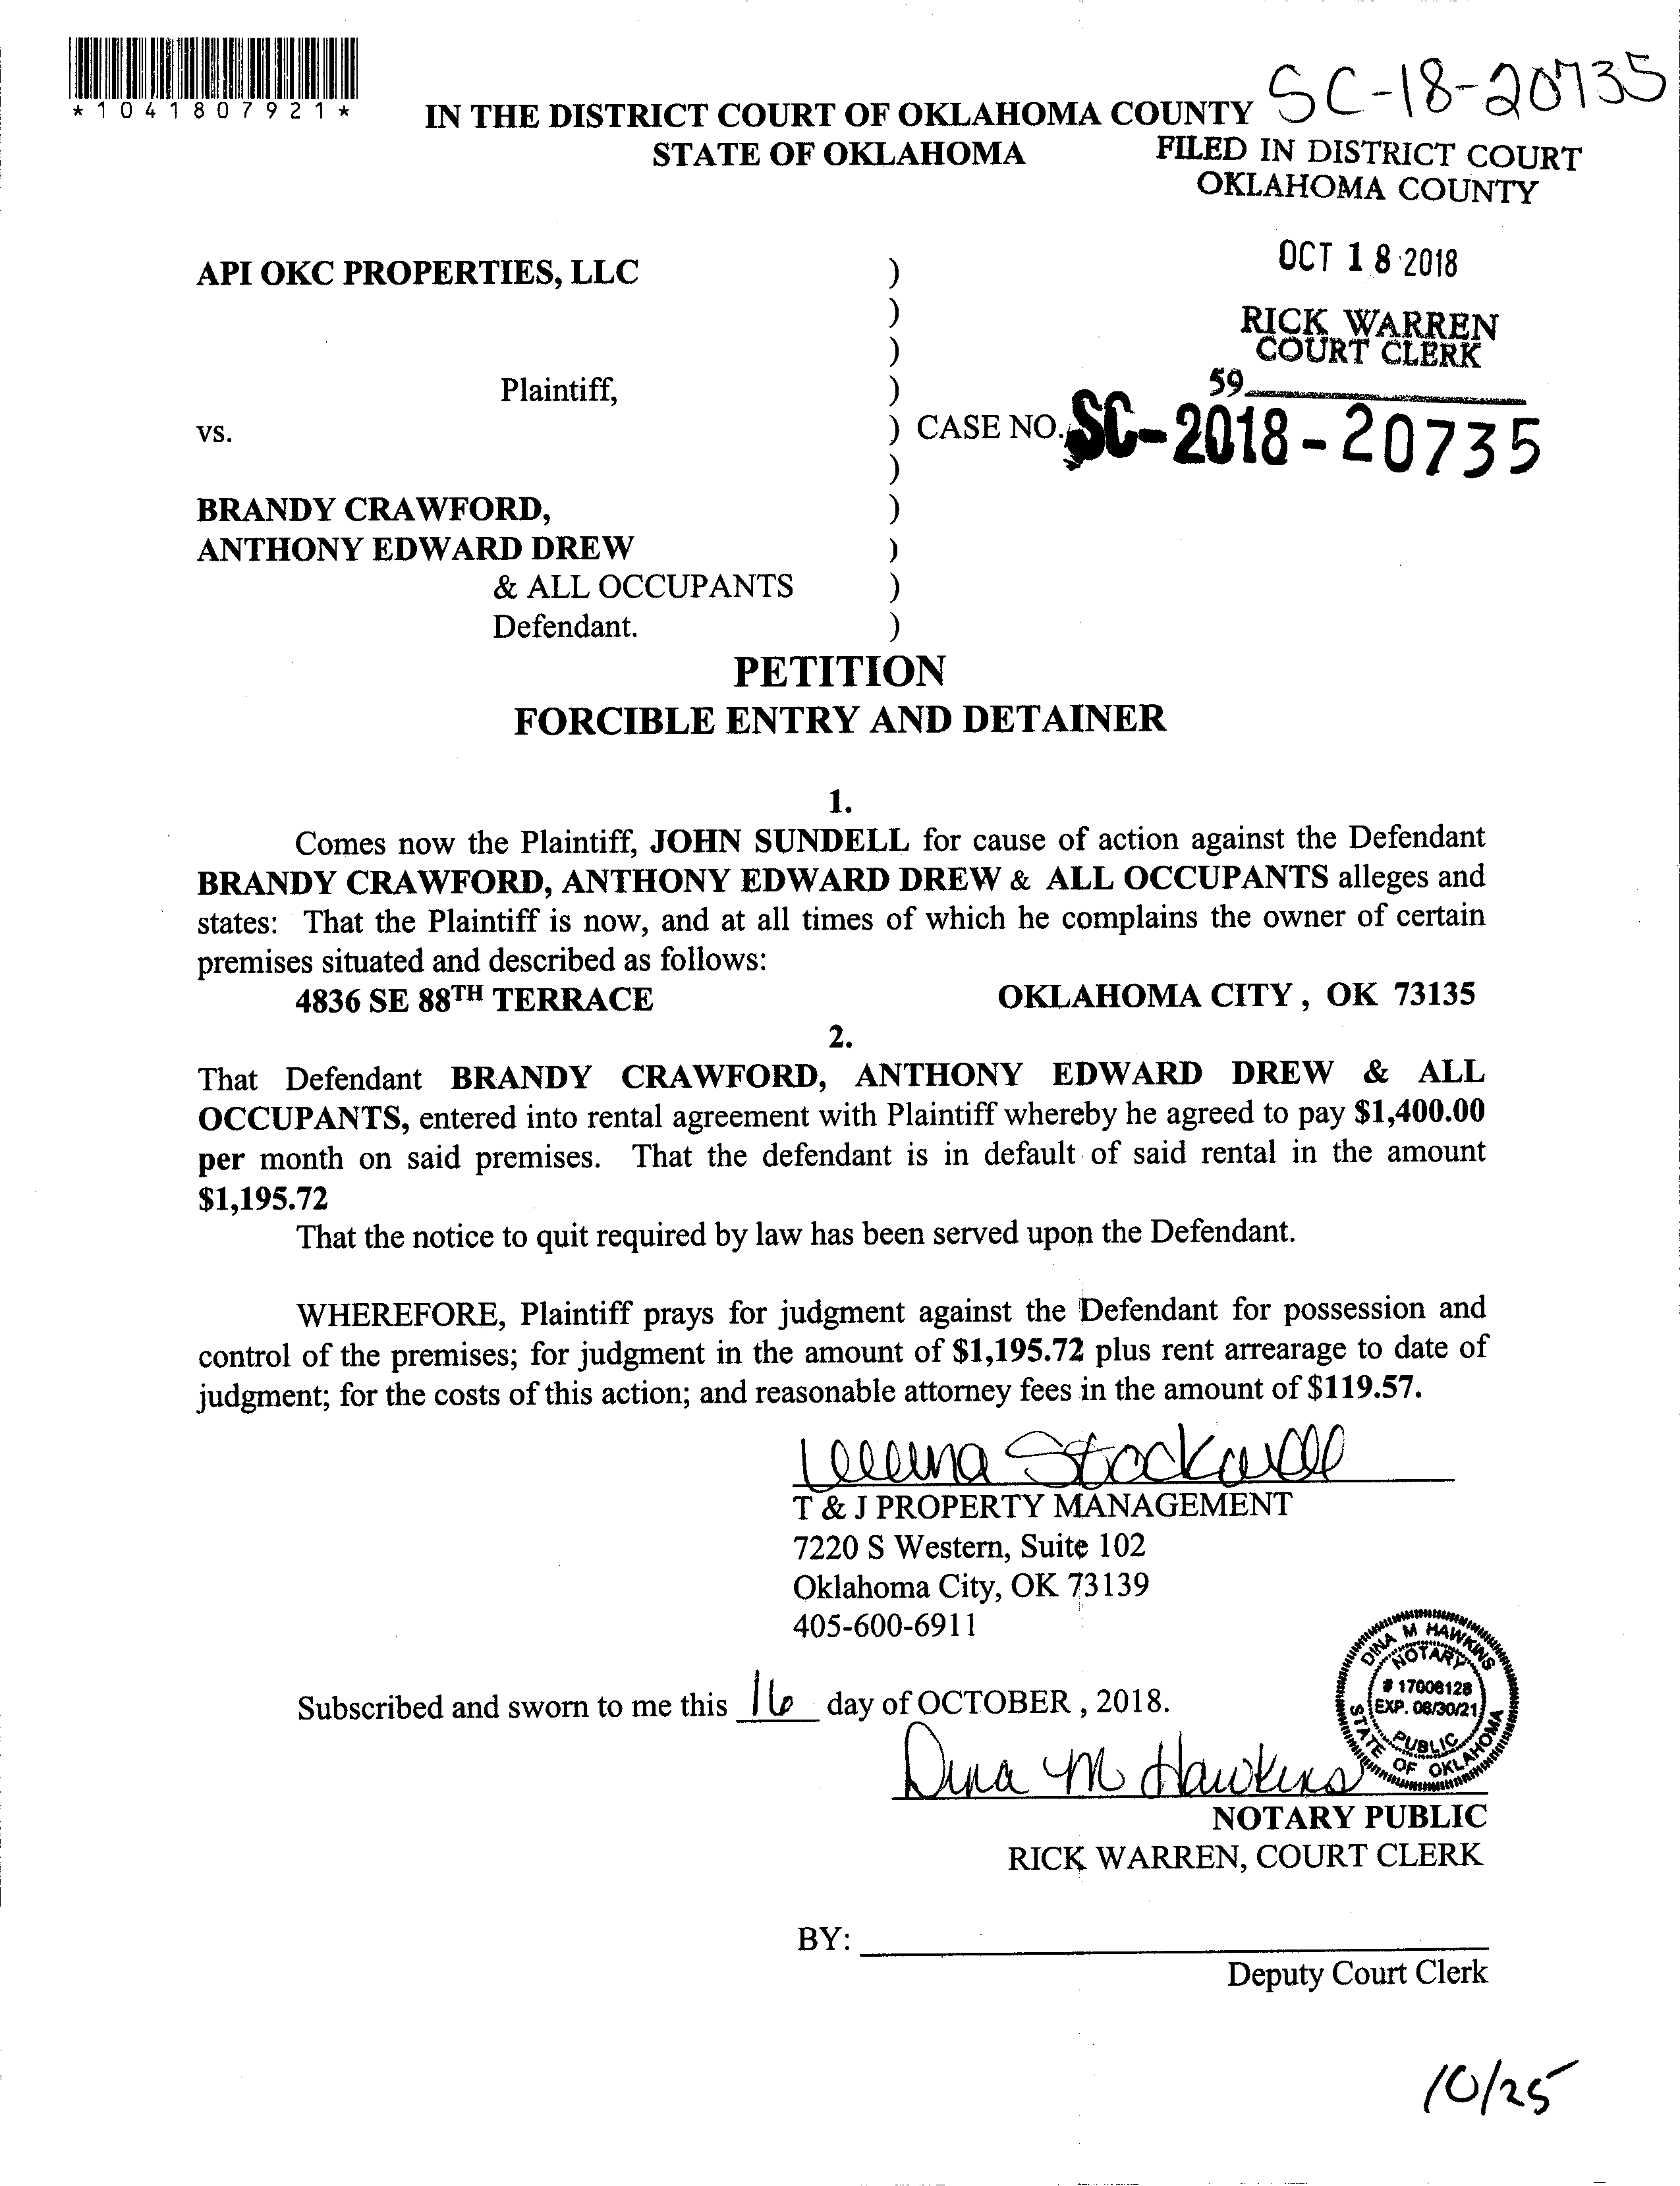 *1041807921*
SC-18-20735
IN THE DISTRICT COURT OF OKLAHOMA COUNTY
STATE OF OKLAHOMA
FILED IN DISTRICT COURT
OKLAHOMA COUNTY
OCT 18 2018
RICK WARREN
COURT CLERK
59
API OKC PROPERTIES, LLC )
)
)
Plaintiff, )
vs. ) CASE NO. SC-2018-20735
)
BRANDY CRAWFORD, )
ANTHONY EDWARD DREW )
& ALL OCCUPANTS )
Defendant. )
PETITION
FORCIBLE ENTRY AND DETAINER
1.
Comes now the Plaintiff, JOHN SUNDELL for cause of action against the Defendant
BRANDY CRAWFORD, ANTHONY EDWARD DREW & ALL OCCUPANTS alleges and
states: That the Plaintiff is now, and at all times of which he complains the owner of certain
premises situated and described as follows:
4836 SE 88TH TERRACE OKLAHOMA CITY , OK 73135
2.
That Defendant BRANDY CRAWFORD, ANTHONY EDWARD DREW & ALL
OCCUPANTS, entered into rental agreement with Plaintiff whereby he agreed to pay $1,400.00
per month on said premises. That the defendant is in default of said rental in the amount
$1,195.72
That the notice to quit required by law has been served upon the Defendant.
WHEREFORE, Plaintiff prays for judgment against the Defendant for possession and
control of the premises; for judgment in the amount of $1,195.72 plus rent arrearage to date of
judgment; for the costs of this action; and reasonable attorney fees in the amount of $119.57.
Stockwell
T & J PROPERTY MANAGEMENT
7220 S Western, Suite 102
Oklahoma City, OK 73139
405-600-6911
DINA M HAWKINS
NOTARY
# 17008128
EXP. 08/30/21
PUBLIC
STATE OF OKLAHOMA
Subscribed and sworn to me this 16 day of OCTOBER , 2018.
Dina M Hawkins
NOTARY PUBLIC
RICK WARREN, COURT CLERK
BY:
Deputy Court Clerk
10/25